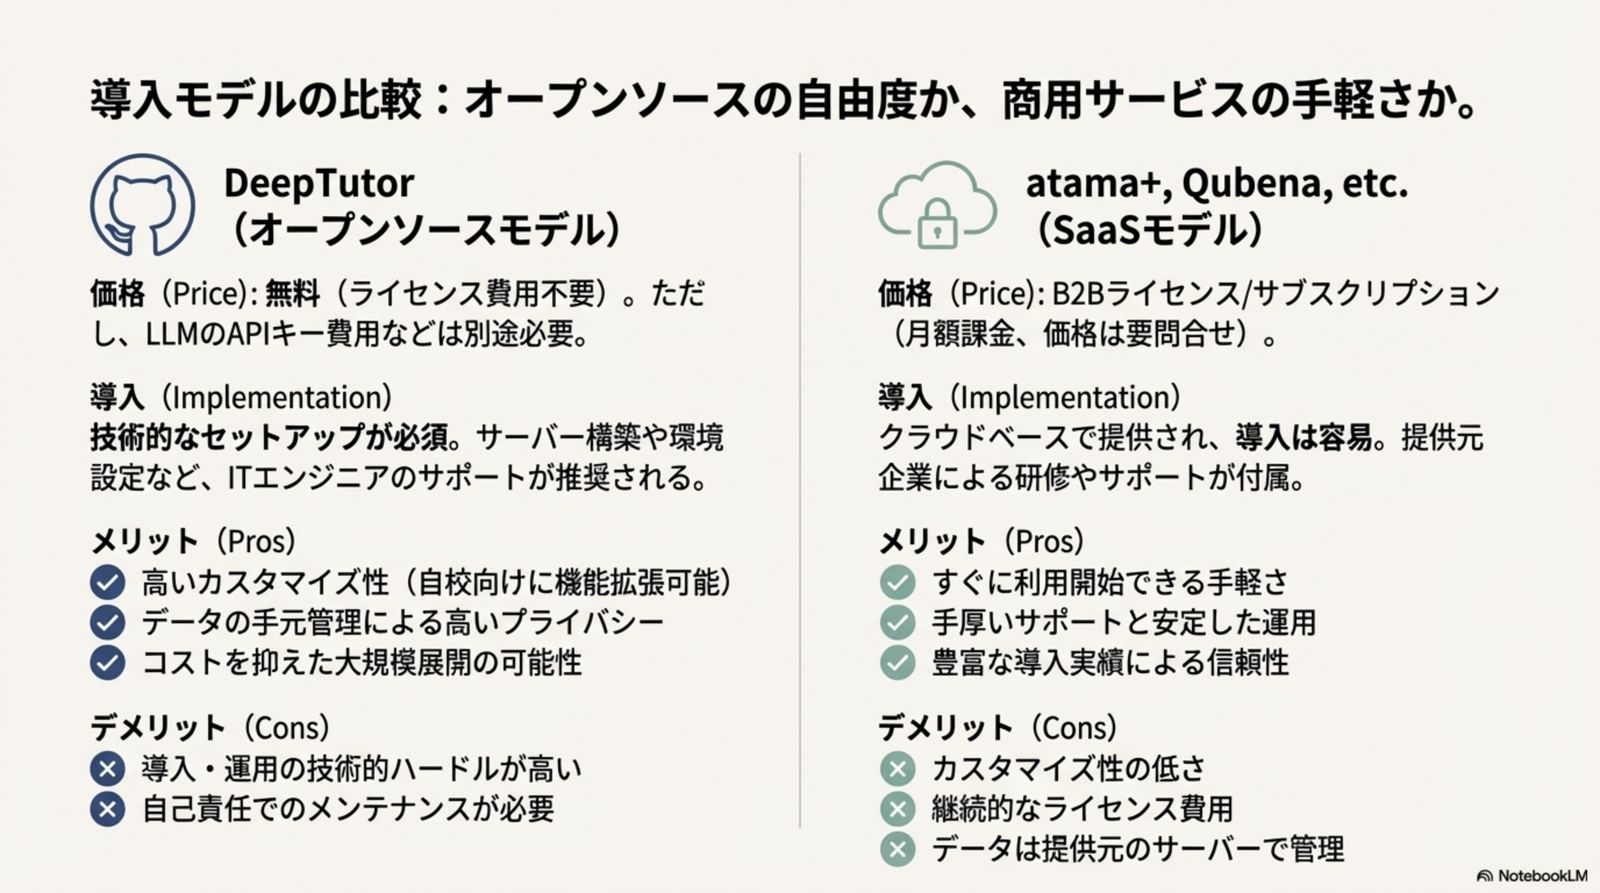 導入モデルの比較：オープンソースの自由度か、商用サービスの手軽さか。
DeepTutor
（オープンソースモデル）
価格（Price）: 無料（ライセンス費用不要）。ただ
し、LLMのAPIキー費用などは別途必要。
導入（Implementation）
技術的なセットアップが必須。サーバー構築や環境
設定など、ITエンジニアのサポートが推奨される。
メリット（Pros）
高いカスタマイズ性（自校向けに機能拡張可能）
データの手元管理による高いプライバシー
コストを抑えた大規模展開の可能性
デメリット（Cons）
導入・運用の技術的ハードルが高い
自己責任でのメンテナンスが必要
atama+, Qubena, etc.
（SaaSモデル）
価格（Price）: B2Bライセンス/サブスクリプション
（月額課金、価格は要問合せ）。
導入（Implementation）
クラウドベースで提供され、導入は容易。提供元
企業による研修やサポートが付属。
メリット（Pros）
すぐに利用開始できる手軽さ
手厚いサポートと安定した運用
豊富な導入実績による信頼性
デメリット（Cons）
カスタマイズ性の低さ
継続的なライセンス費用
データは提供元のサーバーで管理
NotebookLM